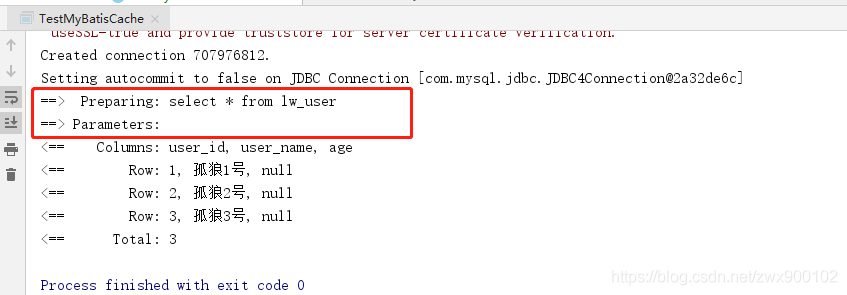 TestMyBatisCache
useSSL=true and provide truststore for server certificate verification.
Created connection 707976812.
Setting autocommit to false on JDBC Connection [com.mysql.jdbc.JDBC4Connection@2a32de6c]
==>  Preparing: select * from lw_user
==> Parameters:
<==    Columns: user_id, user_name, age
<==        Row: 1, 孤狼1号, null
<==        Row: 2, 孤狼2号, null
<==        Row: 3, 孤狼3号, null
<==      Total: 3
Process finished with exit code 0
https://blog.csdn.net/zwx900102